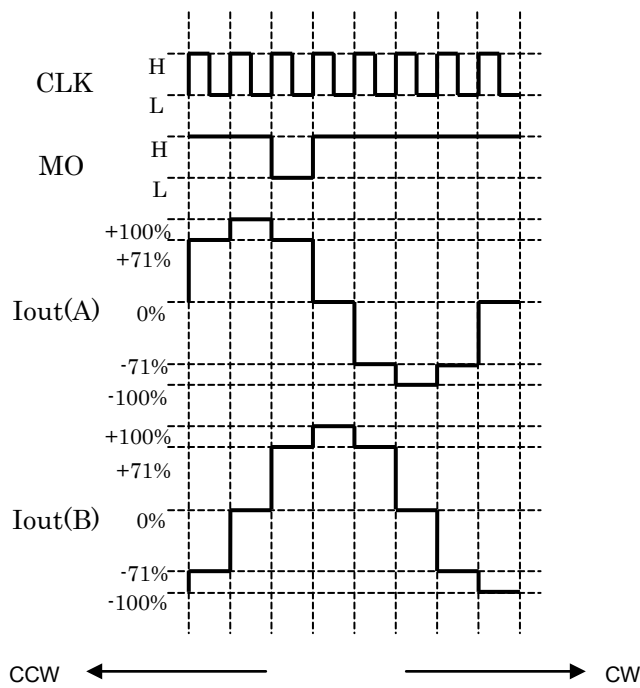 CLK
H
L
MO
H
L
Iout(A)
+100%
+71%
0%
-71%
-100%
Iout(B)
+100%
+71%
0%
-71%
-100%
CCW
CW